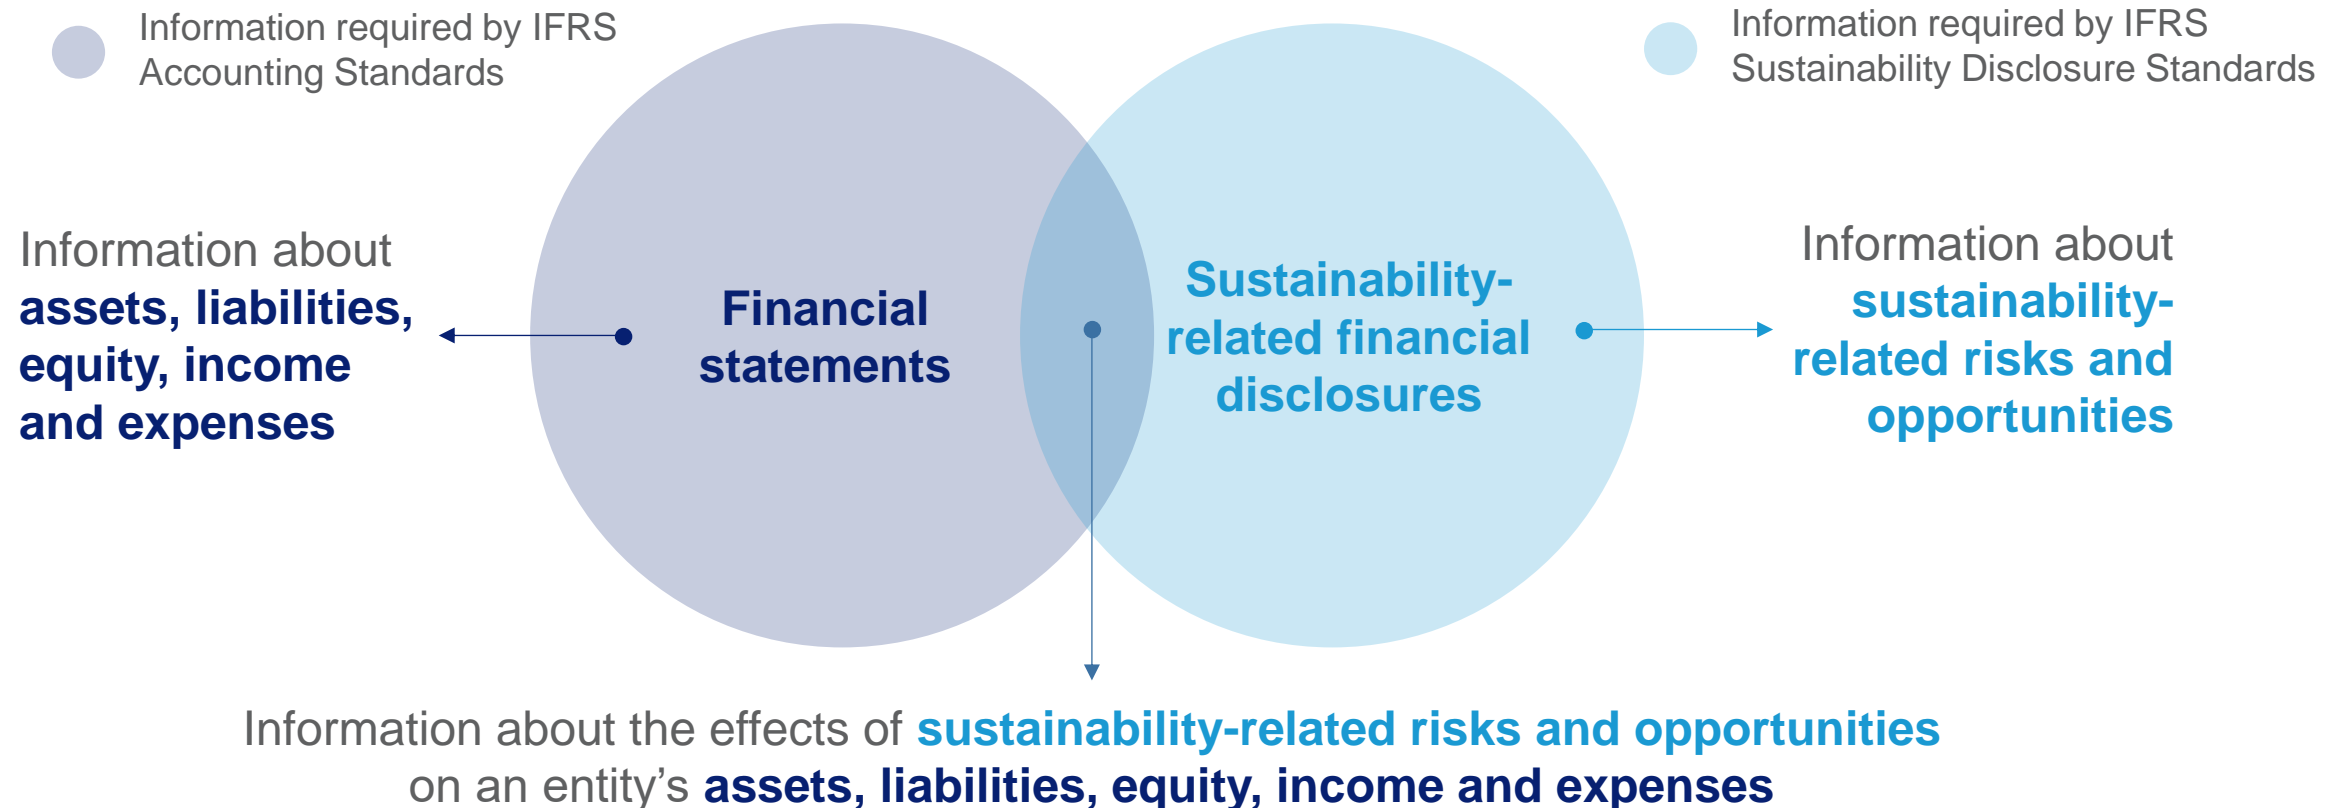 Information required by IFRS
Accounting Standards
Information required by IFRS
Sustainability Disclosure Standards
Information about
assets, liabilities,
equity, income
and expenses
Financial
statements
Sustainability-
related financial
disclosures
Information about
sustainability-
related risks and
opportunities
Information about the effects of sustainability-related risks and opportunities
on an entity’s assets, liabilities, equity, income and expenses